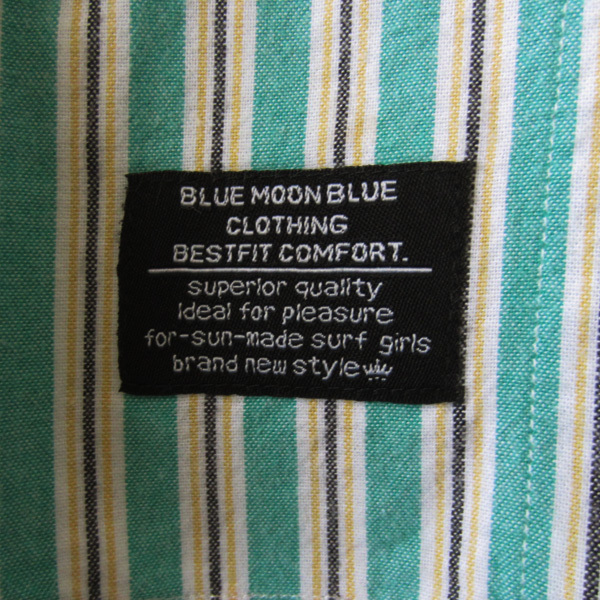 BLUE MOON BLUE
CLOTHING
BESTFIT COMFORT.
superior quality
Ideal for pleasure
for-sun-made surf girls
brand new style